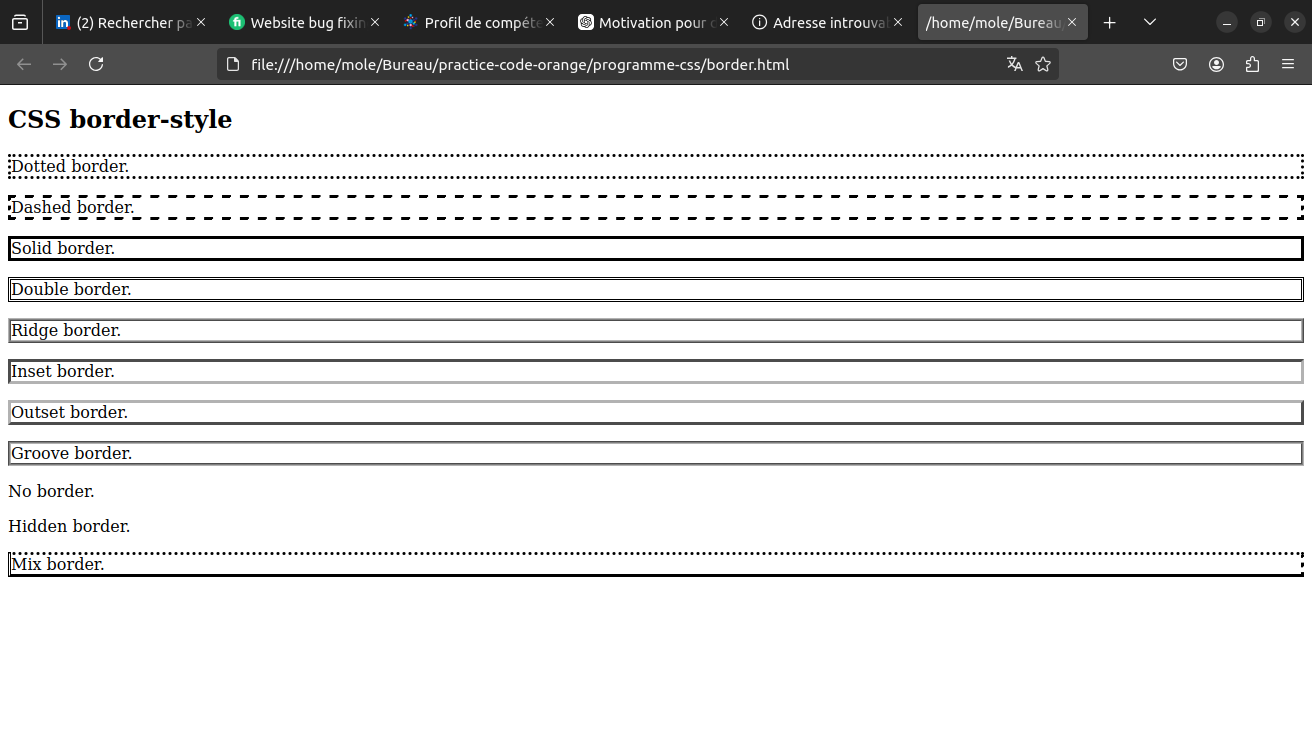 (2) Rechercher pa
Website bug fixin
Profil de compéte
Motivation pour c
Adresse introuval
/home/mole/Bureau/
file:///home/mole/Bureau/practice-code-orange/programme-css/border.html
CSS border-style
Dotted border.
Dashed border.
Solid border.
Double border.
Ridge border.
Inset border.
Outset border.
Groove border.
No border.
Hidden border.
Mix border.